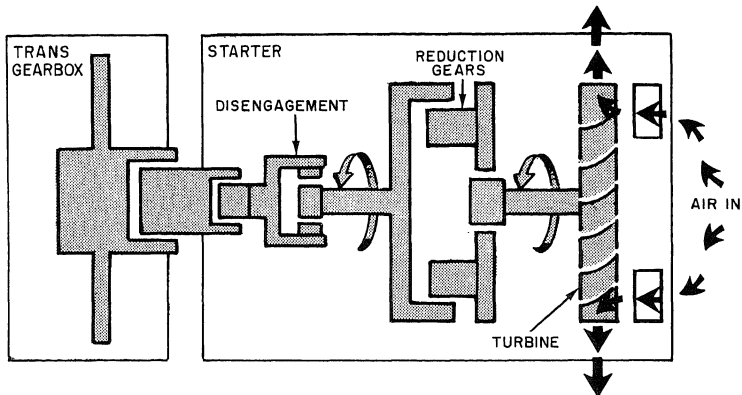 TRANS
GEARBOX
STARTER
REDUCTION
GEARS
DISENGAGEMENT
AIR IN
TURBINE